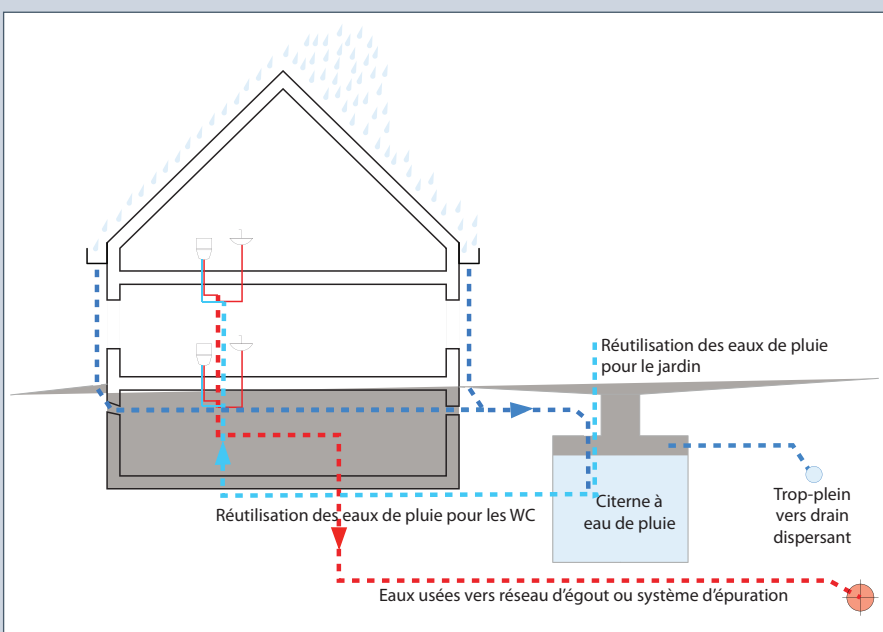 Réutilisation des eaux de pluie
pour le jardin
Citerne à
eau de pluie
Trop-plein
vers drain
dispersant
Réutilisation des eaux de pluie pour les WC
Eaux usées vers réseau d'égout ou système d'épuration